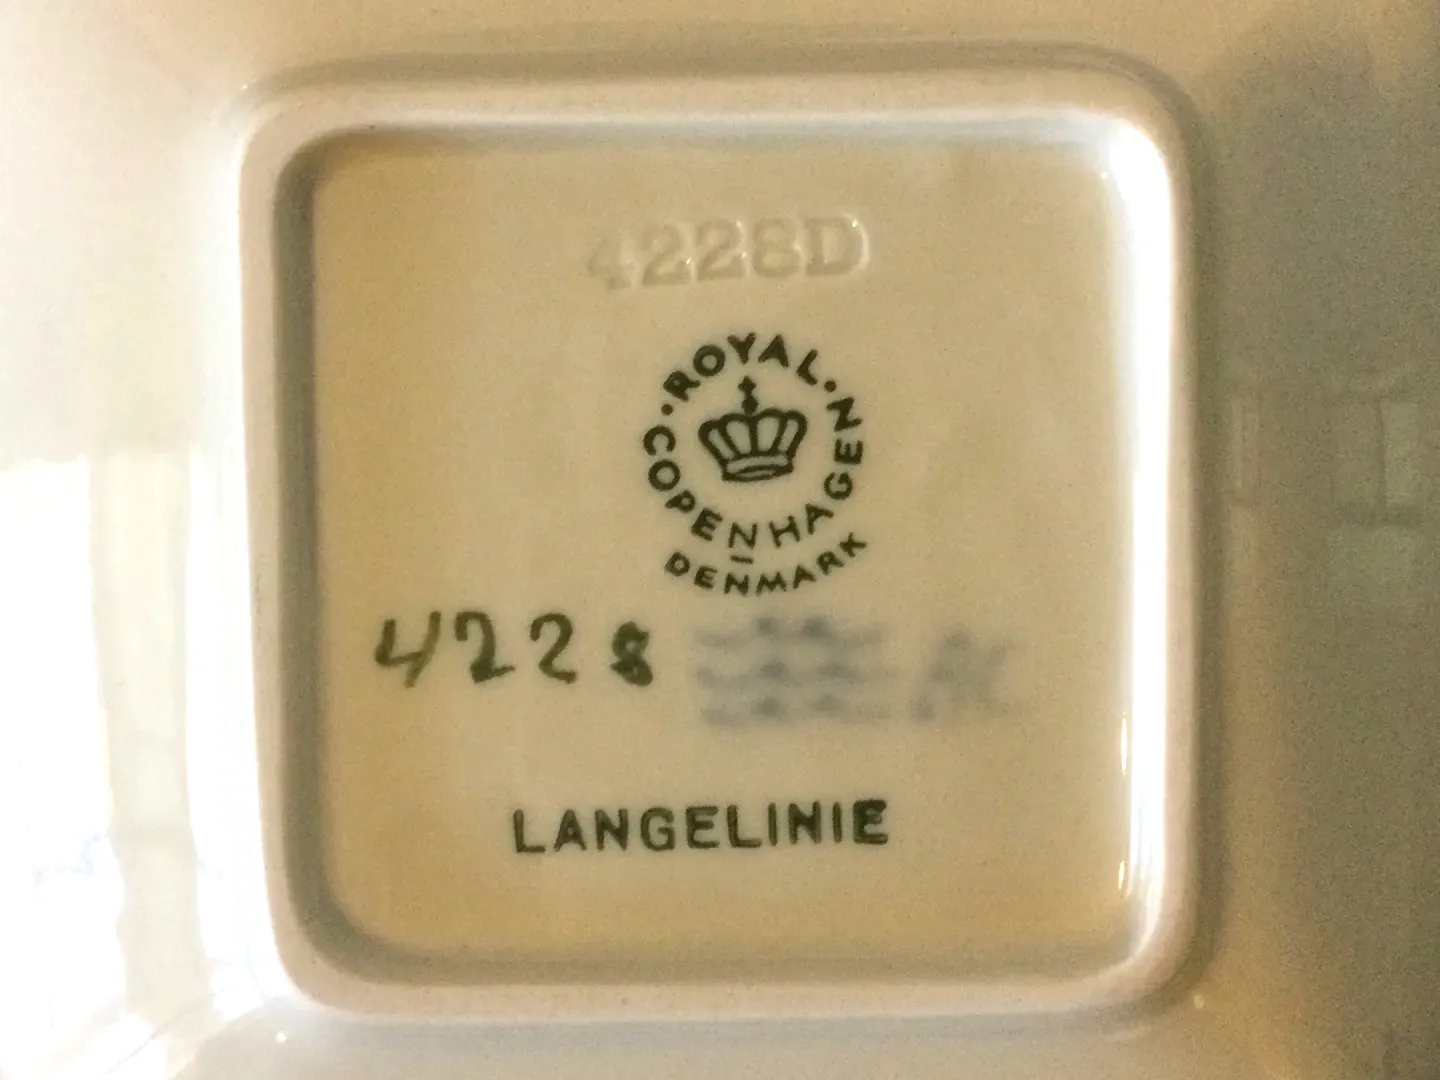 4228D
ROYAL · COPENHAGEN ·
DENMARK
4228
LANGELINIE